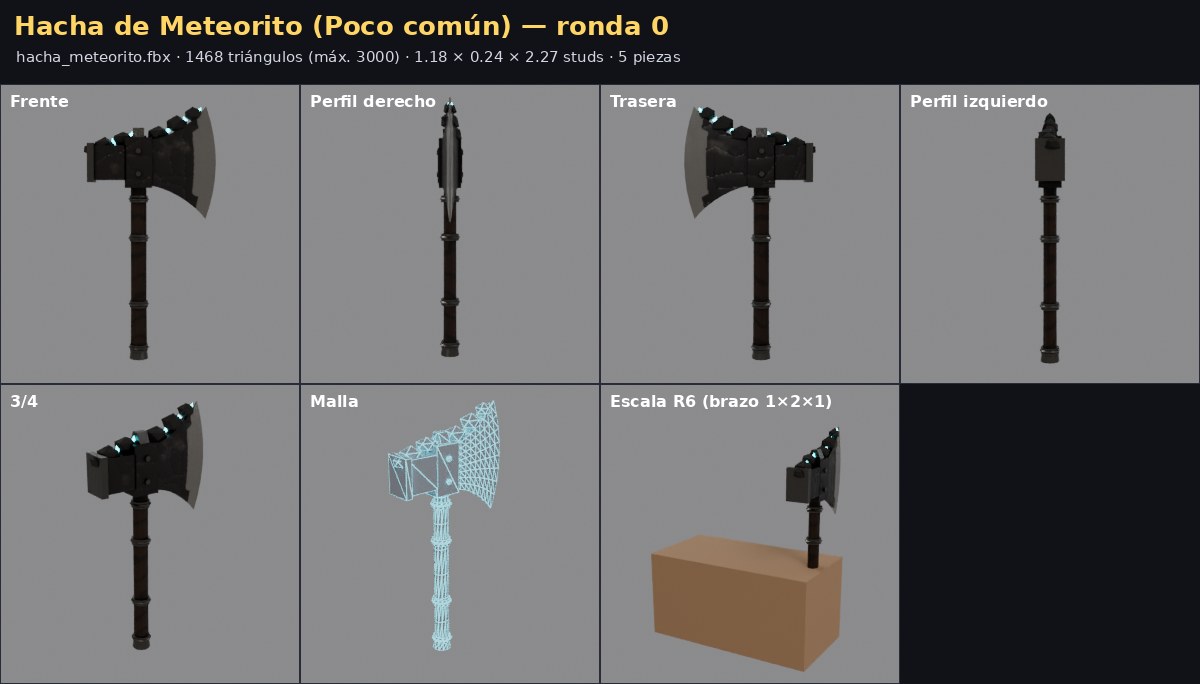 Hacha de Meteorito (Poco común) — ronda 0
hacha_meteorito.fbx · 1468 triángulos (máx. 3000) · 1.18 × 0.24 × 2.27 studs · 5 piezas
Frente
Perfil derecho
Trasera
Perfil izquierdo
3/4
Malla
Escala R6 (brazo 1×2×1)